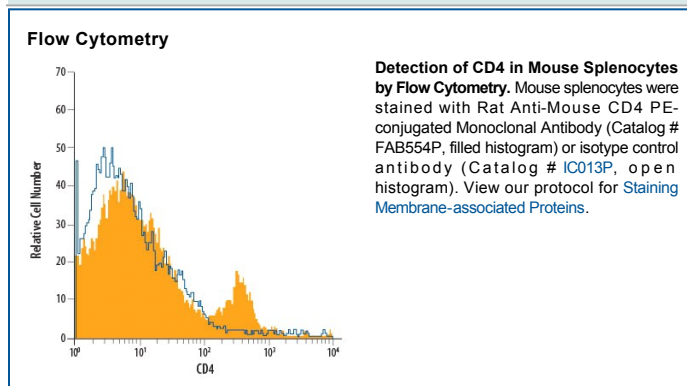 Flow Cytometry
Detection of CD4 in Mouse Splenocytes
by Flow Cytometry. Mouse splenocytes were
stained with Rat Anti-Mouse CD4 PE-
conjugated Monoclonal Antibody (Catalog #
FAB554P, filled histogram) or isotype control
antibody (Catalog # IC013P, open
histogram). View our protocol for Staining
Membrane-associated Proteins.
Relative Cell Number
70
60
50
40
30
20
10
0
10⁰ 10¹ 10² 10³ 10⁴
CD4